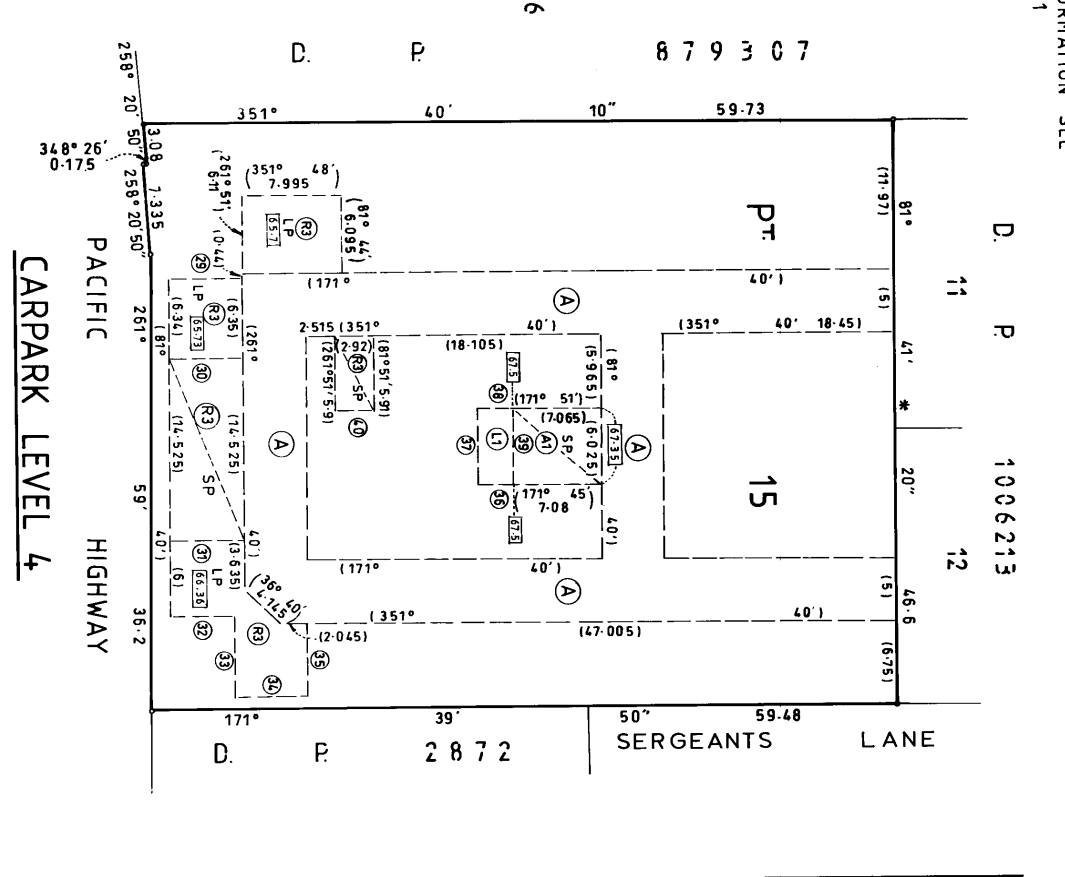 ORMATION SEE
1
6
D. P. 879307
258° 20' 50"
351° 40' 10" 59·73
3.08
348° 26'
0·175
7.335
258° 20' 50"
(261° 51'
6·11)
(351° 48'
7.995)
(81° 44'
6.095)
R3
LP
65.7
(0·44)
PT.
(11·97)
81°
D. P 1006213
11
12
PACIFIC HIGHWAY
29
(171° 40')
A
(5)
LP
R3
65.73
(6·34)
(6·35)
(81°
(261°
261°
2.515
(351° 40')
(2·92)
(18·105)
(261° 51' 5.9)
(81° 51' 5.91)
R3
SP
40
67.5
38
(5.965)
(81°
(351° 40' 18·45)
41'
*
30
R3
(14.525)
(14.525)
SP
A
37
L1
39
A1
SP
(171° 51')
(7.065)
(6.025)
67.35
A
15
20"
36
(171° 45')
7.08
67.5
59'
40')
40')
40')
(171° 40')
31
LP
66.36
(6)
(3·635)
(36° 40'
4.145)
32
R3
(2·045)
33
34
35
A
(351° 40')
(47·005)
(5)
46·6
(6·75)
36·2
171° 39' 50" 59·48
D. P. 2872
SERGEANTS LANE
CARPARK LEVEL 4